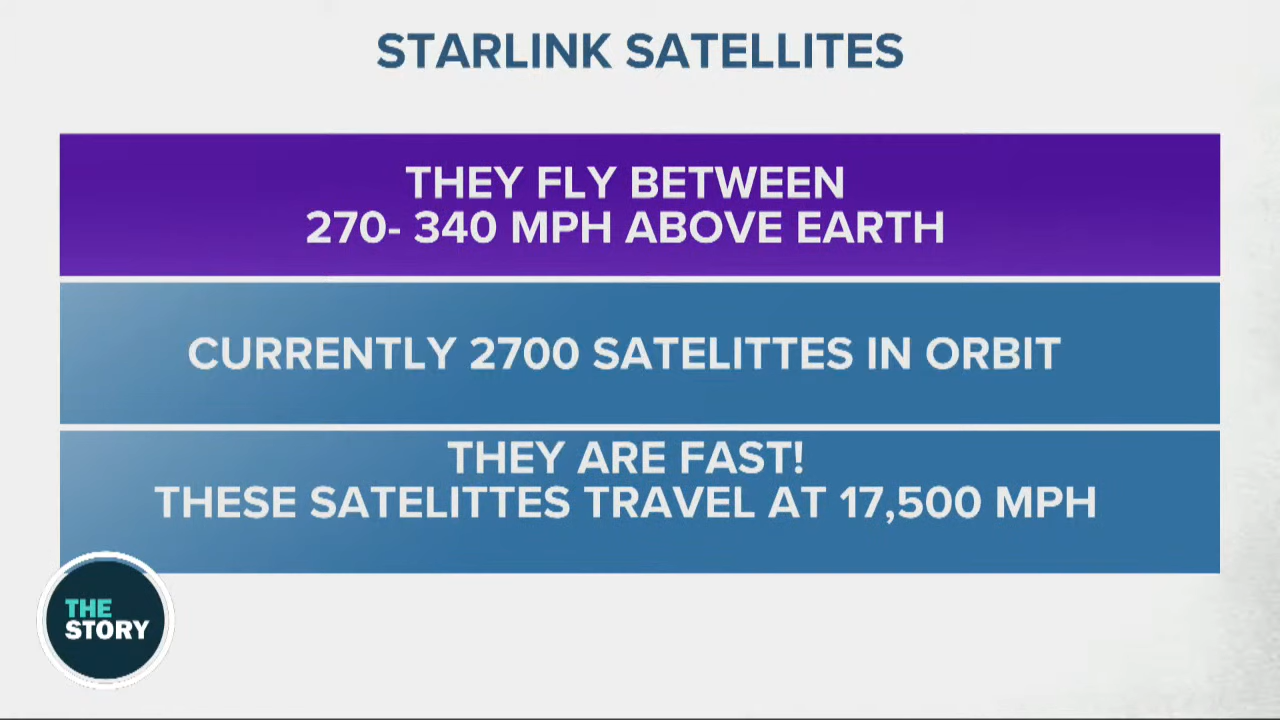 STARLINK SATELLITES
THEY FLY BETWEEN
270- 340 MPH ABOVE EARTH
CURRENTLY 2700 SATELITTES IN ORBIT
THEY ARE FAST!
THESE SATELITTES TRAVEL AT 17,500 MPH
THE
STORY